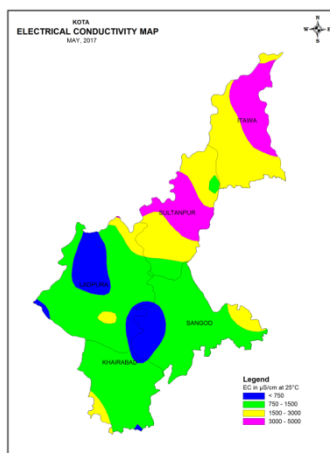 KOTA
ELECTRICAL CONDUCTIVITY MAP
MAY, 2017
N
W E
S
ITAWA
SULTANPUR
LADPURA
SANGOD
KHAIRABAD
Legend
EC in µS/cm at 25°C
< 750
750 - 1500
1500 - 3000
3000 - 5000